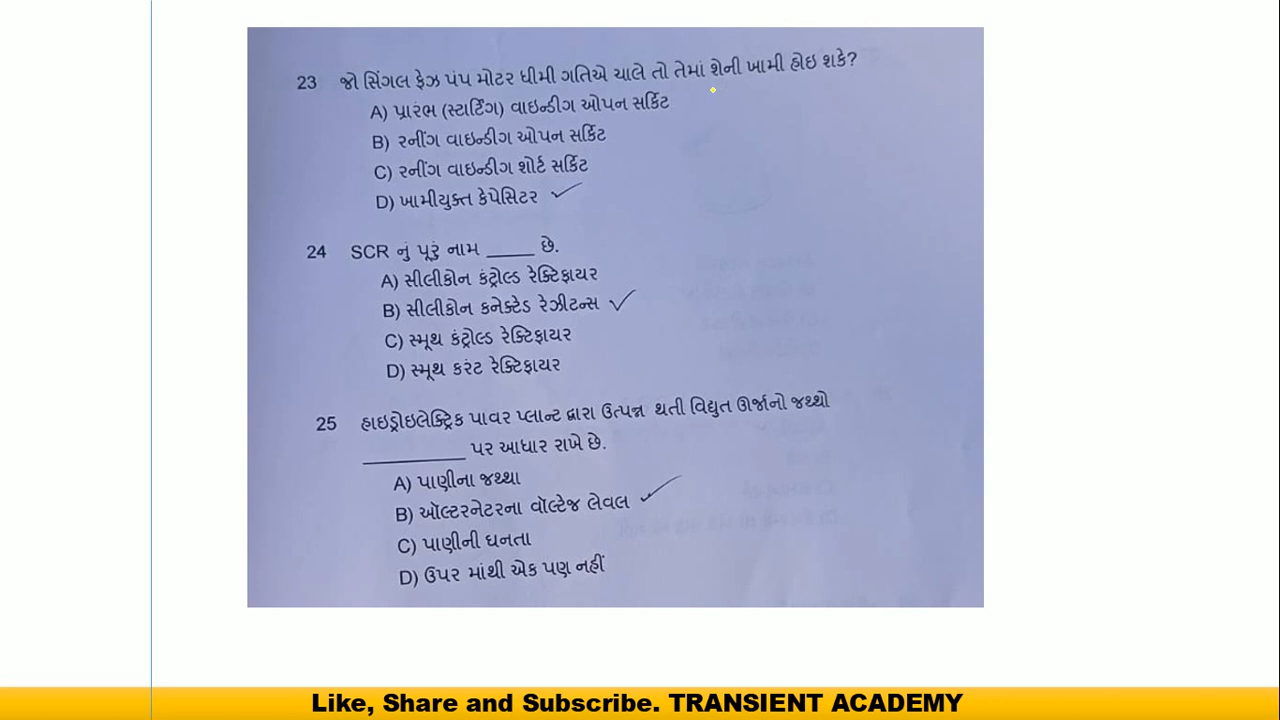 23 જો સિંગલ ફેઝ પંપ મોટર ધીમી ગતિએ ચાલે તો તેમાં શેની ખામી હોઇ શકે?
A) પ્રારંભ (સ્ટાર્ટિંગ) વાઇન્ડીગ ઓપન સર્કિટ
B) રનીંગ વાઇન્ડીગ ઓપન સર્કિટ
C) રનીંગ વાઇન્ડીગ શોર્ટ સર્કિટ
D) ખામીયુક્ત કેપેસિટર
24 SCR નું પૂરું નામ _____ છે.
A) સીલીકોન કંટ્રોલ્ડ રેક્ટિફાયર
B) સીલીકોન કનેક્ટેડ રેઝીટન્સ
C) સ્મૂથ કંટ્રોલ્ડ રેક્ટિફાયર
D) સ્મૂથ કરંટ રેક્ટિફાયર
25 હાઇડ્રોઇલેક્ટ્રિક પાવર પ્લાન્ટ દ્વારા ઉત્પન્ન થતી વિદ્યુત ઊર્જાનો જથ્થો
__________ પર આધાર રાખે છે.
A) પાણીના જથ્થા
B) ઑલ્ટરનેટરના વૉલ્ટેજ લેવલ
C) પાણીની ઘનતા
D) ઉપર માંથી એક પણ નહીં
Like, Share and Subscribe. TRANSIENT ACADEMY